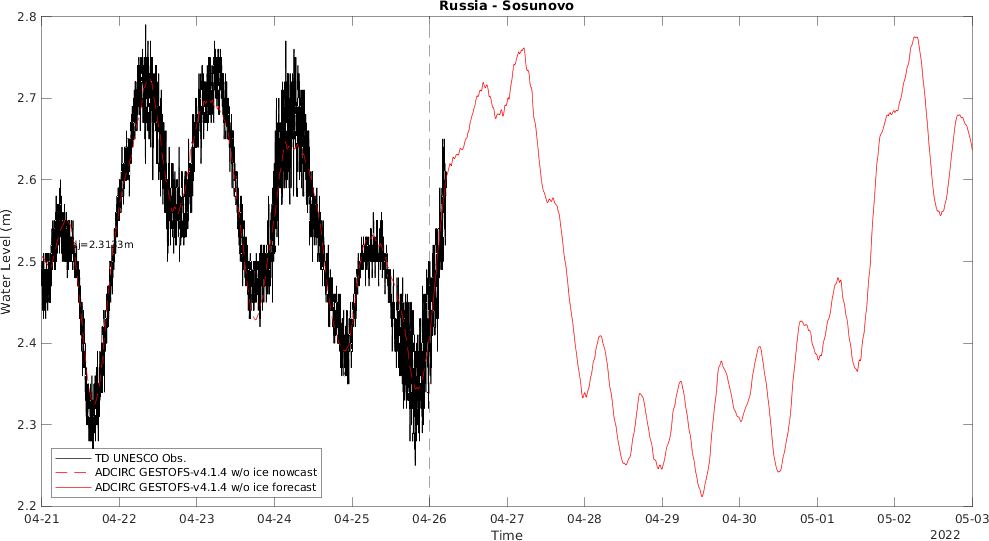 Russia - Sosunovo
2.8
2.7
2.6
2.5
2.4
2.3
2.2
Water Level (m)
TD UNESCO Obs.
ADCIRC GESTOFS-v4.1.4 w/o ice nowcast
ADCIRC GESTOFS-v4.1.4 w/o ice forecast
04-21 04-22 04-23 04-24 04-25 04-26 04-27 04-28 04-29 04-30 05-01 05-02 05-03
Time
2022